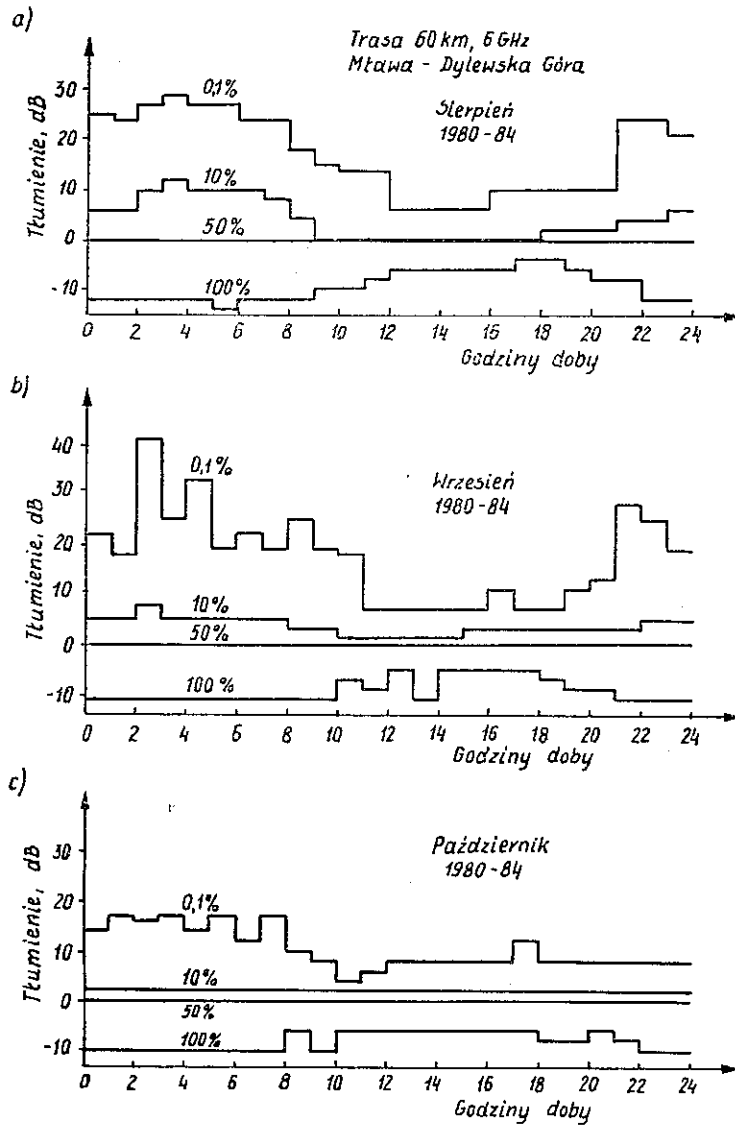 a)
Trasa 60 km, 6 GHz
Mława - Dylewska Góra
Sierpień
1980-84
Tłumienie, dB
30
20
10
0
-10
0,1%
10%
50%
100%
0 2 4 6 8 10 12 14 16 18 20 22 24
Godziny doby
b)
Wrzesień
1980-84
Tłumienie, dB
40
30
20
10
0
-10
0,1%
10%
50%
100%
0 2 4 6 8 10 12 14 16 18 20 22 24
Godziny doby
c)
Październik
1980-84
Tłumienie, dB
30
20
10
0
-10
0,1%
10%
50%
100%
0 2 4 6 8 10 12 14 16 18 20 22 24
Godziny doby